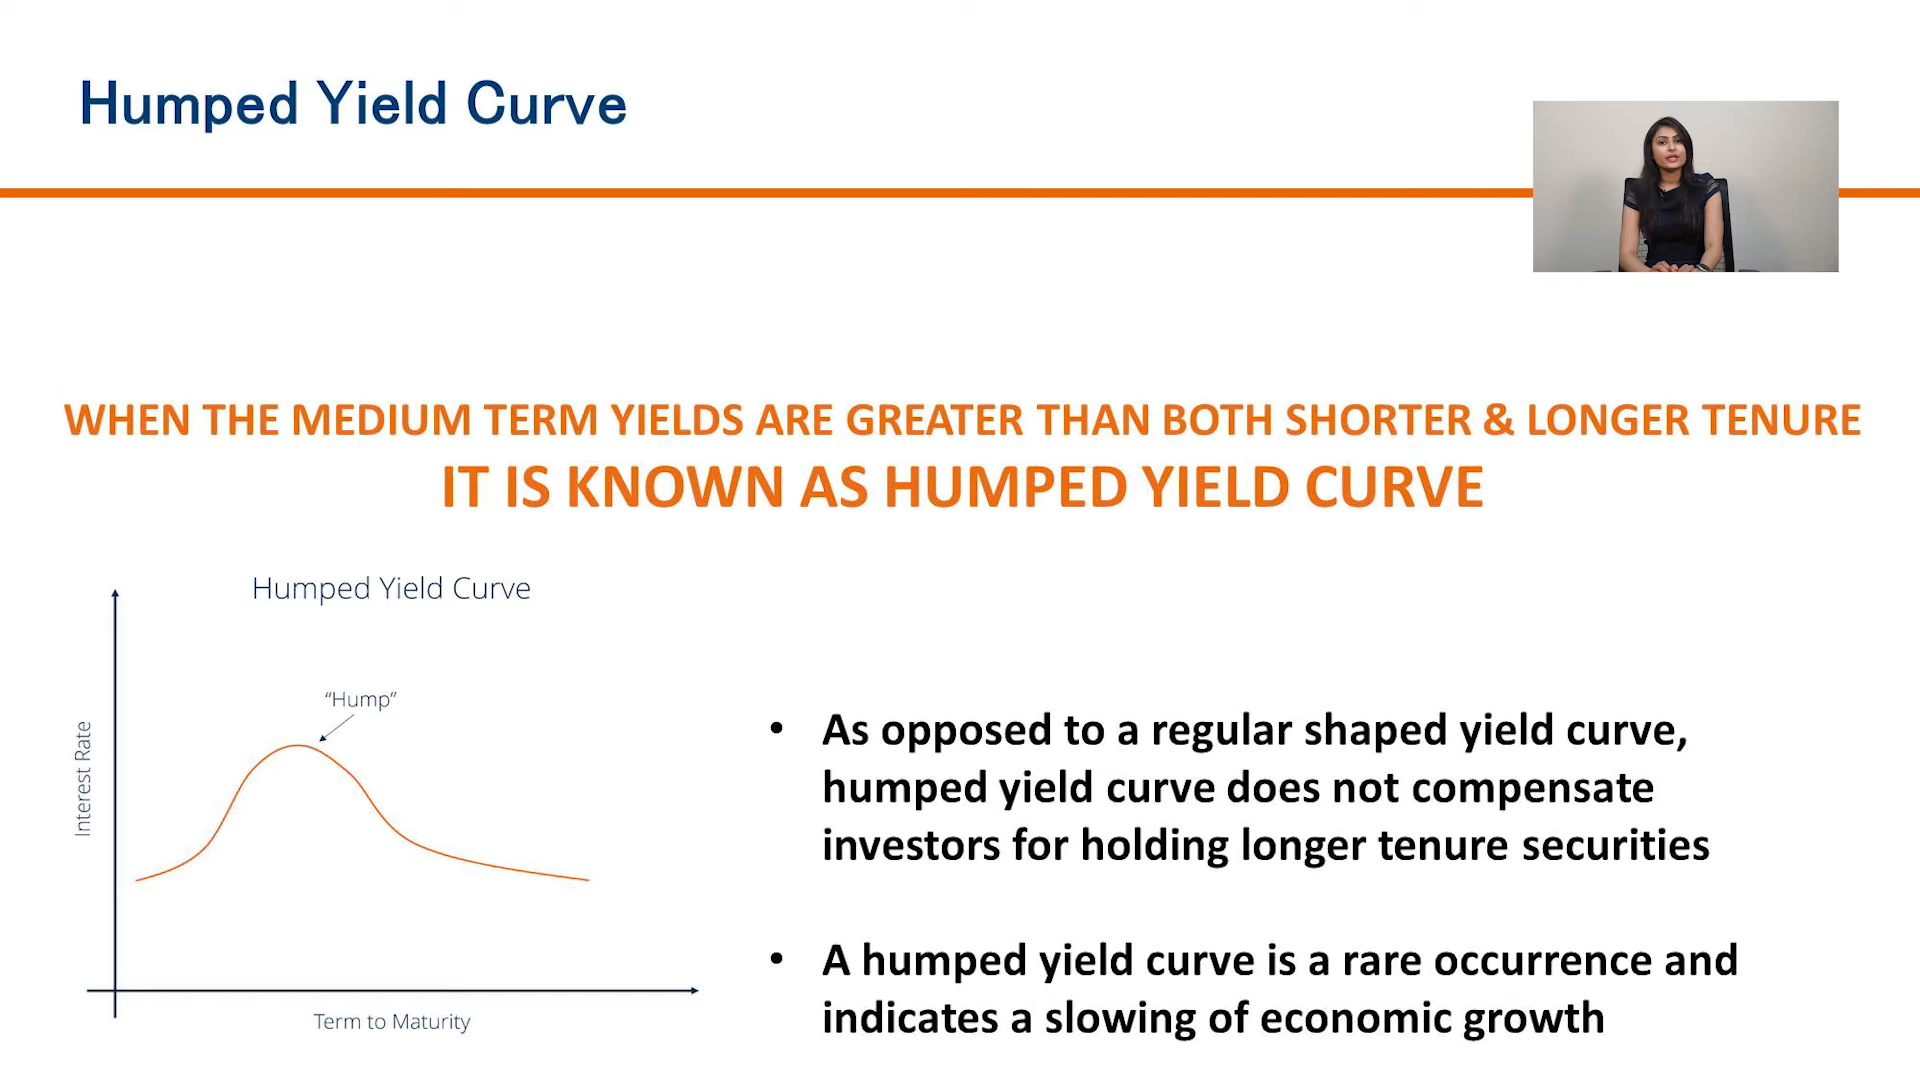 Humped Yield Curve
WHEN THE MEDIUM TERM YIELDS ARE GREATER THAN BOTH SHORTER & LONGER TENURE
IT IS KNOWN AS HUMPED YIELD CURVE
Humped Yield Curve
“Hump”
Interest Rate
Term to Maturity
• As opposed to a regular shaped yield curve,
humped yield curve does not compensate
investors for holding longer tenure securities
• A humped yield curve is a rare occurrence and
indicates a slowing of economic growth